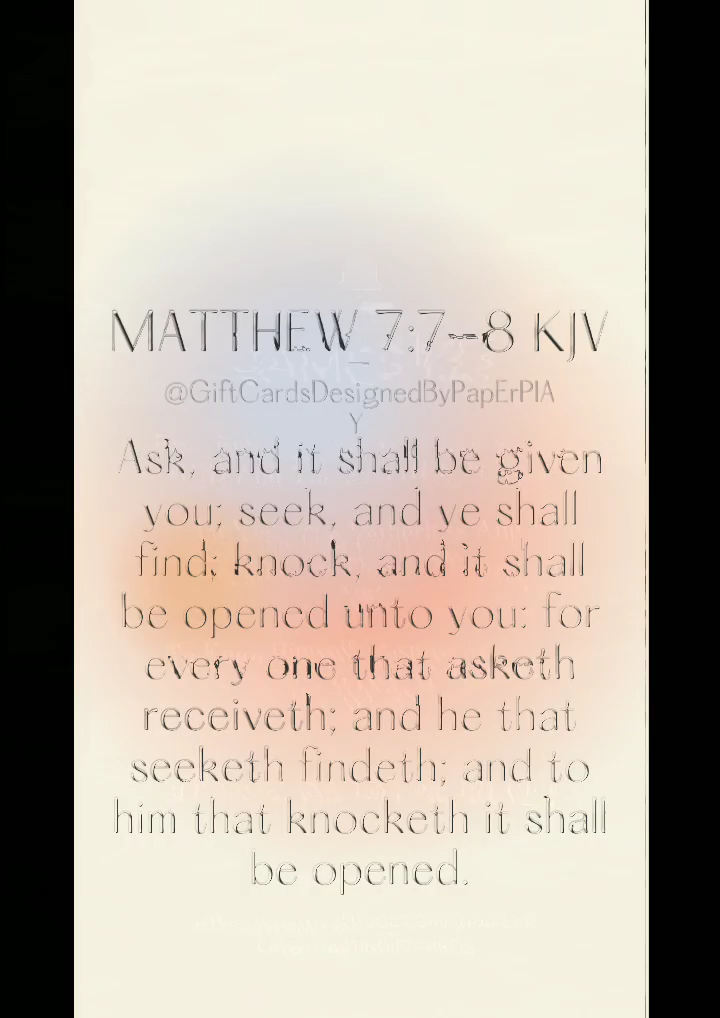 MATTHEW 7:7–8 KJV
@GiftCardsDesignedByPapErPIA
Y
Ask, and it shall be given
you; seek, and ye shall
find; knock, and it shall
be opened unto you: for
every one that asketh
receiveth; and he that
seeketh findeth; and to
him that knocketh it shall
be opened.